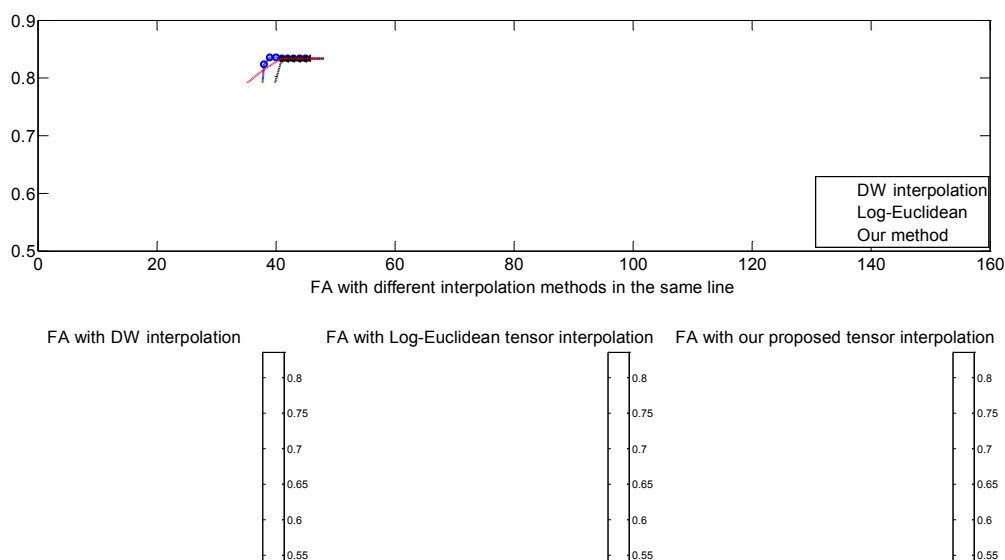 0.9
0.8
0.7
0.6
0.5
DW interpolation
Log-Euclidean
Our method
0 20 40 60 80 100 120 140 160
FA with different interpolation methods in the same line
FA with DW interpolation FA with Log-Euclidean tensor interpolation FA with our proposed tensor interpolation
0.8 0.8 0.8
0.75 0.75 0.75
0.7 0.7 0.7
0.65 0.65 0.65
0.6 0.6 0.6
0.55 0.55 0.55